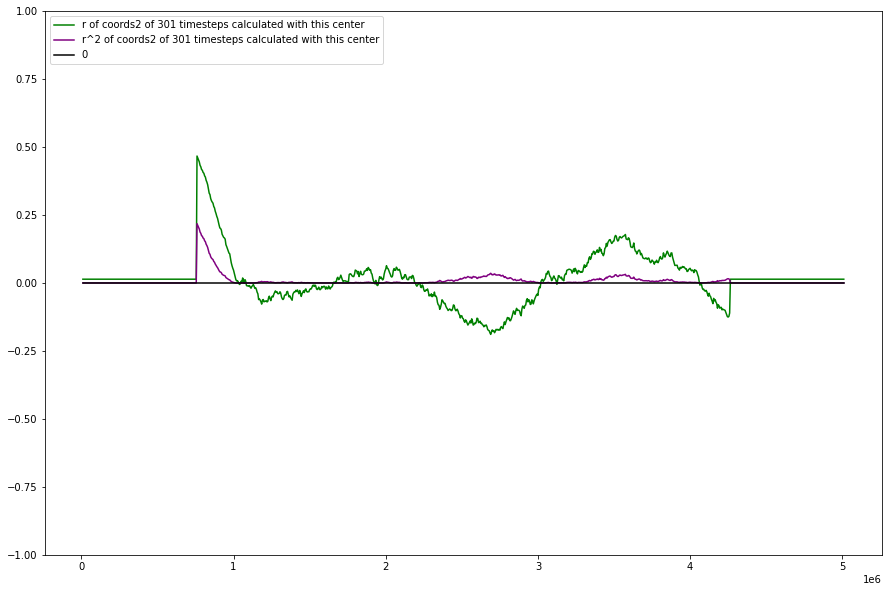 1.00
r of coords2 of 301 timesteps calculated with this center
r^2 of coords2 of 301 timesteps calculated with this center
0
0.75
0.50
0.25
0.00
−0.25
−0.50
−0.75
−1.00
0 1 2 3 4 5
1e6